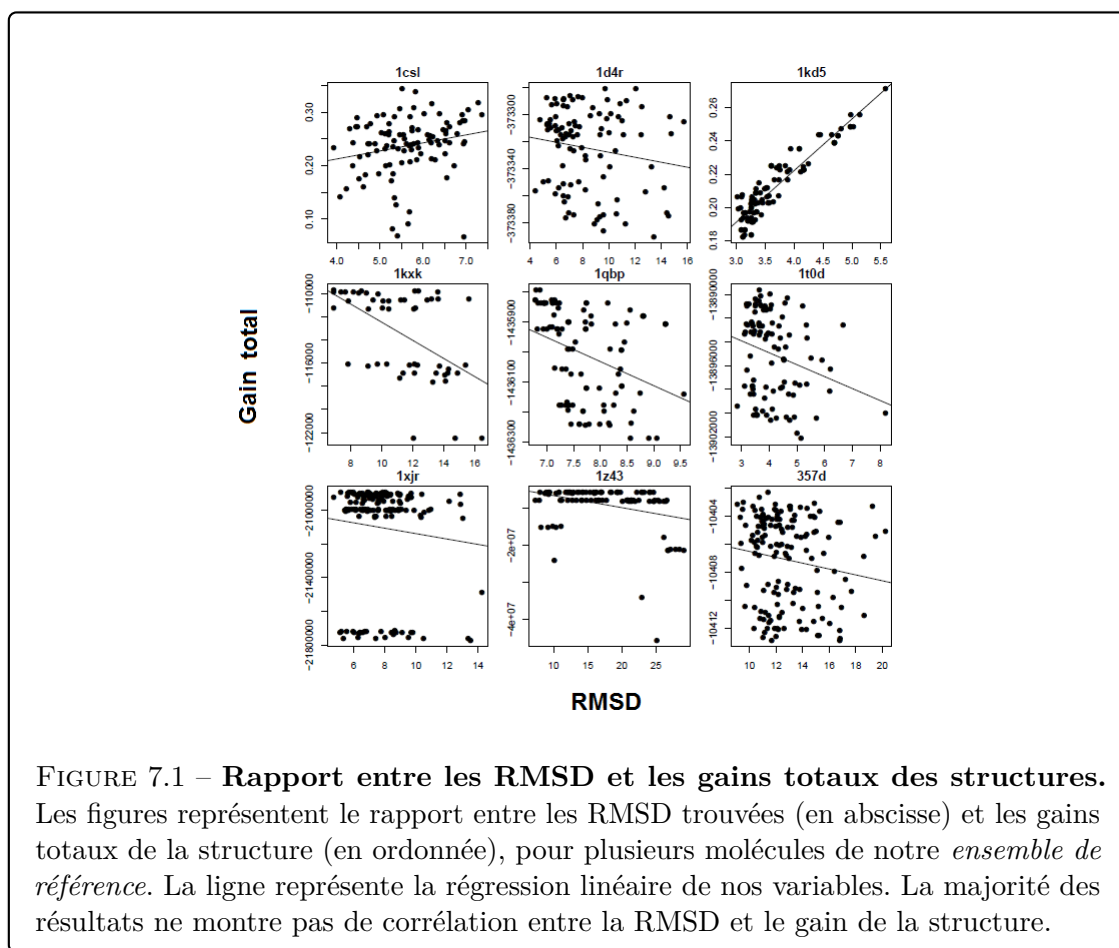 1csl 1d4r 1kd5
0.10 0.20 0.30
4.0 5.0 6.0 7.0
−373380 −373340 −373300
4 6 8 10 12 14 16
0.18 0.20 0.22 0.24 0.26
3.0 3.5 4.0 4.5 5.0 5.5
1kxk 1qbp 1t0d
−122000 −116000 −110000
8 10 12 14 16
−1436300 −1436100 −1435900
7.0 7.5 8.0 8.5 9.0 9.5
−13902000 −13896000 −13890000
3 4 5 6 7 8
1xjr 1z43 357d
−21800000 −21400000 −21000000
6 8 10 12 14
−4e+07 −2e+07
10 15 20 25
−10412 −10408 −10404
10 12 14 16 18 20
Gain total
RMSD
FIGURE 7.1 – Rapport entre les RMSD et les gains totaux des structures.
Les figures représentent le rapport entre les RMSD trouvées (en abscisse) et les gains
totaux de la structure (en ordonnée), pour plusieurs molécules de notre ensemble de
référence. La ligne représente la régression linéaire de nos variables. La majorité des
résultats ne montre pas de corrélation entre la RMSD et le gain de la structure.